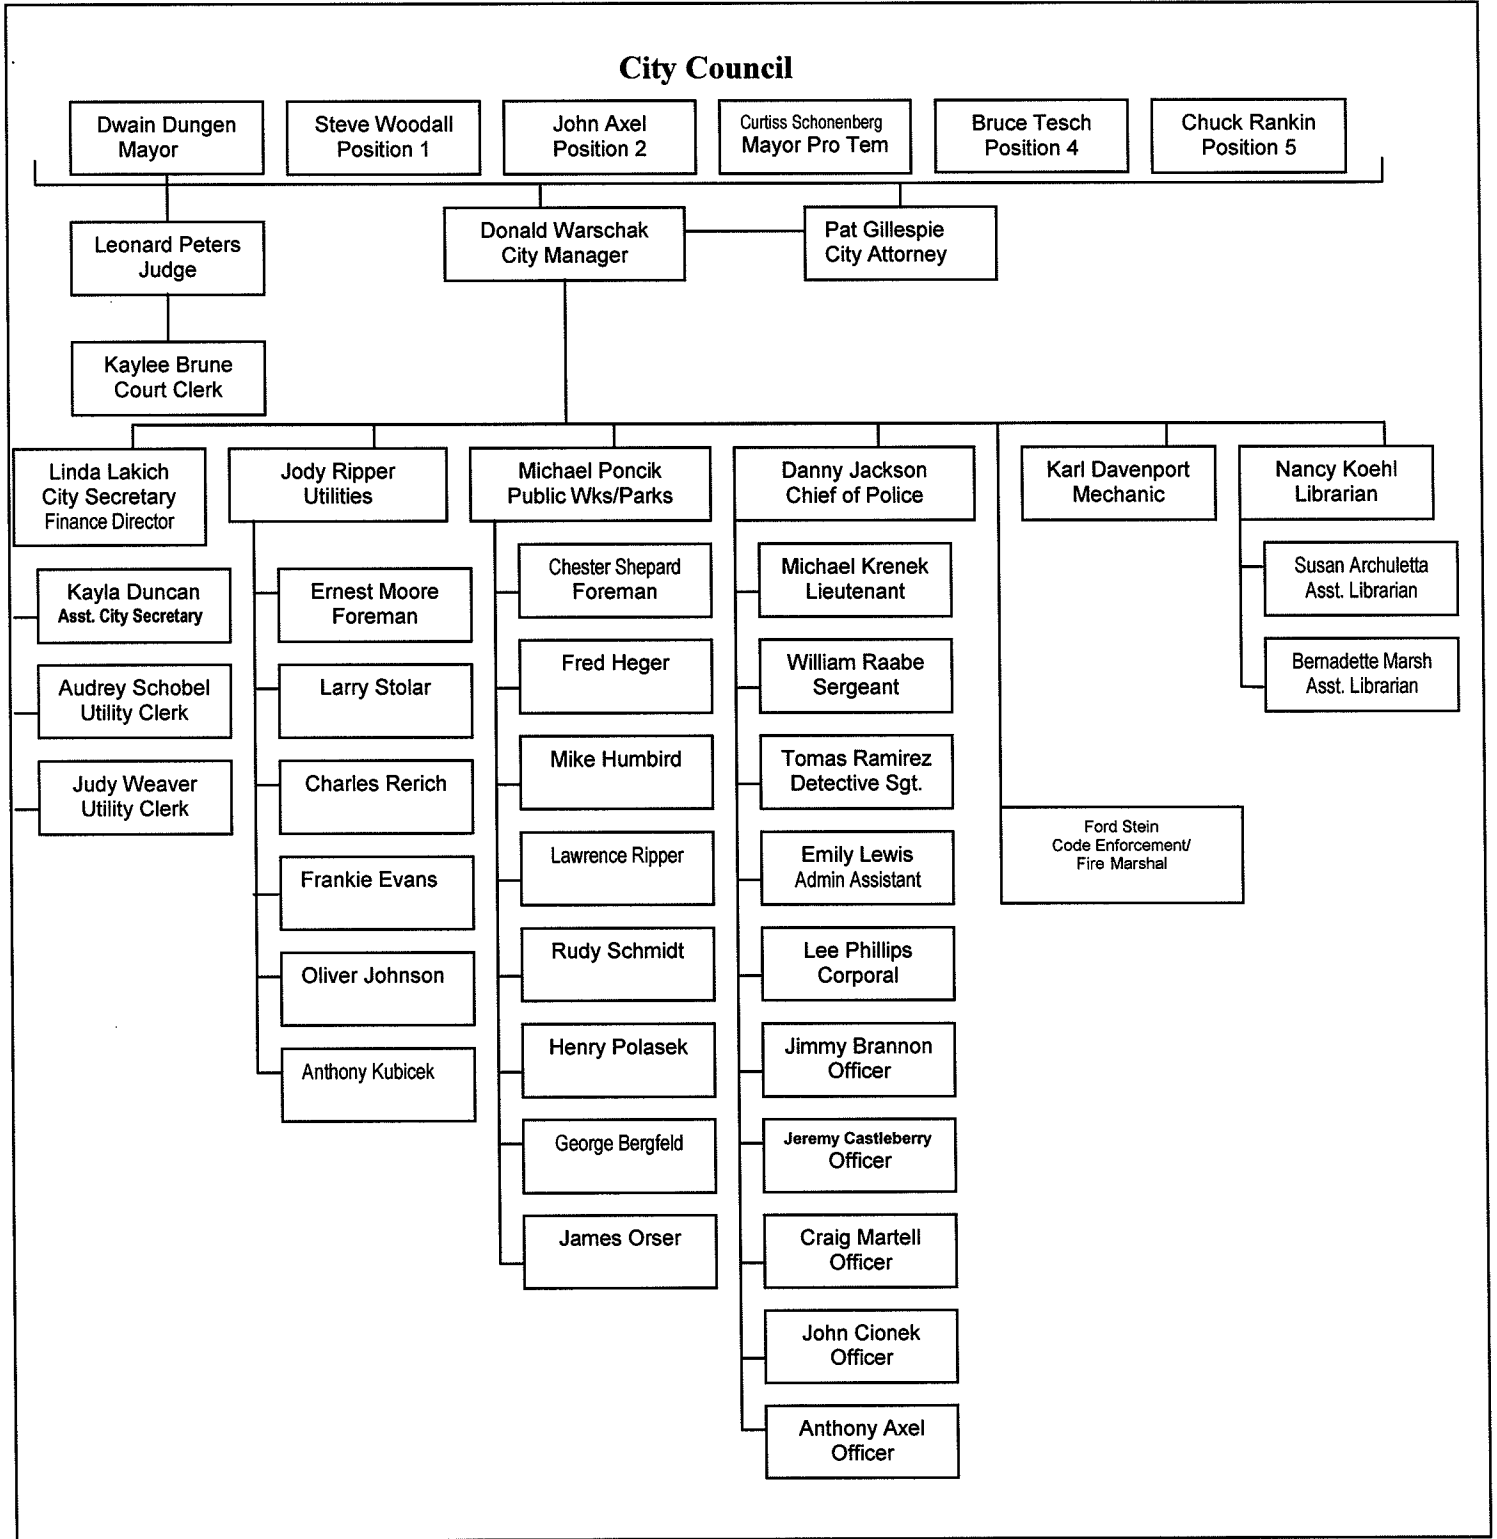 City Council
Dwain Dungen
Mayor
Steve Woodall
Position 1
John Axel
Position 2
Curtiss Schonenberg
Mayor Pro Tem
Bruce Tesch
Position 4
Chuck Rankin
Position 5
Leonard Peters
Judge
Donald Warschak
City Manager
Pat Gillespie
City Attorney
Kaylee Brune
Court Clerk
Linda Lakich
City Secretary
Finance Director
Kayla Duncan
Asst. City Secretary
Audrey Schobel
Utility Clerk
Judy Weaver
Utility Clerk
Jody Ripper
Utilities
Ernest Moore
Foreman
Larry Stolar
Charles Rerich
Frankie Evans
Oliver Johnson
Anthony Kubicek
Michael Poncik
Public Wks/Parks
Chester Shepard
Foreman
Fred Heger
Mike Humbird
Lawrence Ripper
Rudy Schmidt
Henry Polasek
George Bergfeld
James Orser
Danny Jackson
Chief of Police
Michael Krenek
Lieutenant
William Raabe
Sergeant
Tomas Ramirez
Detective Sgt.
Emily Lewis
Admin Assistant
Lee Phillips
Corporal
Jimmy Brannon
Officer
Jeremy Castleberry
Officer
Craig Martell
Officer
John Cionek
Officer
Anthony Axel
Officer
Ford Stein
Code Enforcement/
Fire Marshal
Karl Davenport
Mechanic
Nancy Koehl
Librarian
Susan Archuletta
Asst. Librarian
Bernadette Marsh
Asst. Librarian